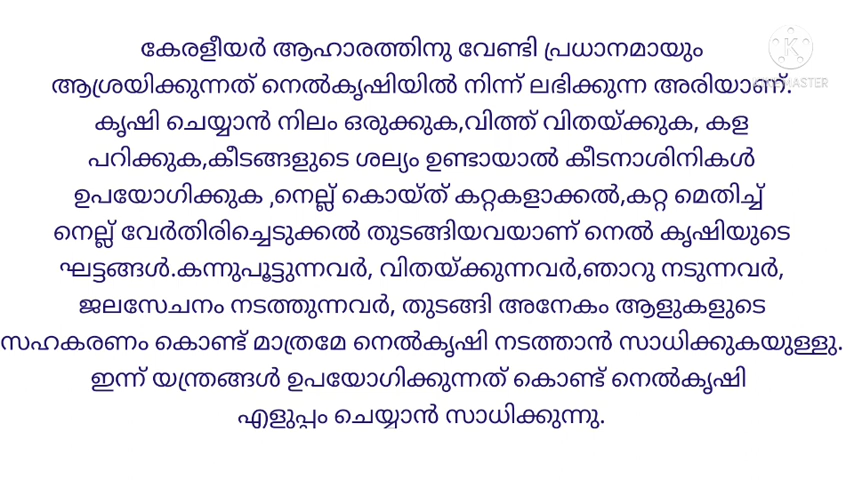 കേരളീയർ ആഹാരത്തിനു വേണ്ടി പ്രധാനമായും
ആശ്രയിക്കുന്നത് നെൽകൃഷിയിൽ നിന്ന് ലഭിക്കുന്ന അരിയാണ്.
കൃഷി ചെയ്യാൻ നിലം ഒരുക്കുക,വിത്ത് വിതയ്ക്കുക, കള
പറിക്കുക,കീടങ്ങളുടെ ശല്യം ഉണ്ടായാൽ കീടനാശിനികൾ
ഉപയോഗിക്കുക ,നെല്ല് കൊയ്ത് കറ്റകളാക്കൽ,കറ്റ മെതിച്ച്
നെല്ല് വേർതിരിച്ചെടുക്കൽ തുടങ്ങിയവയാണ് നെൽ കൃഷിയുടെ
ഘട്ടങ്ങൾ.കന്നുപൂട്ടുന്നവർ, വിതയ്ക്കുന്നവർ,ഞാറു നടുന്നവർ,
ജലസേചനം നടത്തുന്നവർ, തുടങ്ങി അനേകം ആളുകളുടെ
സഹകരണം കൊണ്ട് മാത്രമേ നെൽകൃഷി നടത്താൻ സാധിക്കുകയുള്ളു.
ഇന്ന് യന്ത്രങ്ങൾ ഉപയോഗിക്കുന്നത് കൊണ്ട് നെൽകൃഷി
എളുപ്പം ചെയ്യാൻ സാധിക്കുന്നു.